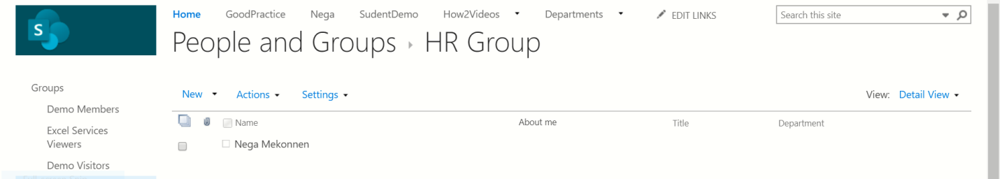 Home GoodPractice Nega SudentDemo How2Videos Departments EDIT LINKS Search this site
S
People and Groups HR Group
Groups
New Actions Settings View: Detail View
Demo Members
Name About me Title Department
Excel Services
Viewers
Nega Mekonnen
Demo Visitors